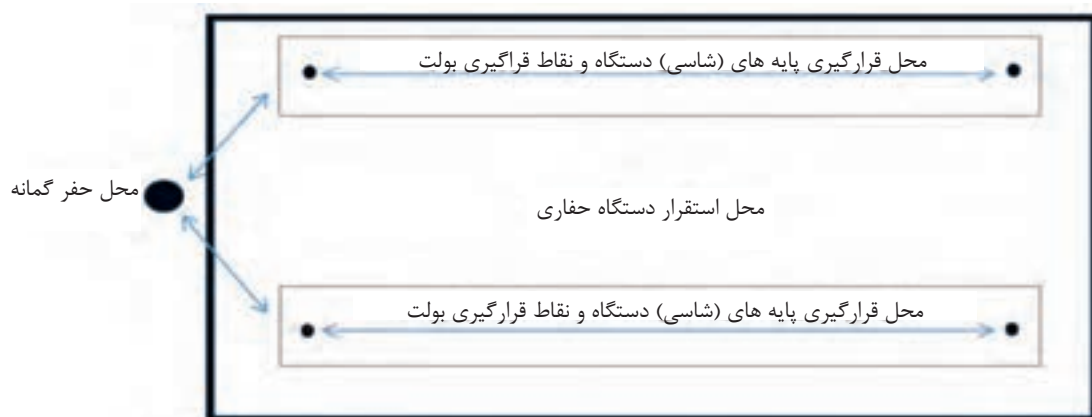 محل قرارگیری پایه های (شاسی) دستگاه و نقاط قراگیری بولت
محل حفر گمانه
محل استقرار دستگاه حفاری
محل قرارگیری پایه های (شاسی) دستگاه و نقاط قرارگیری بولت